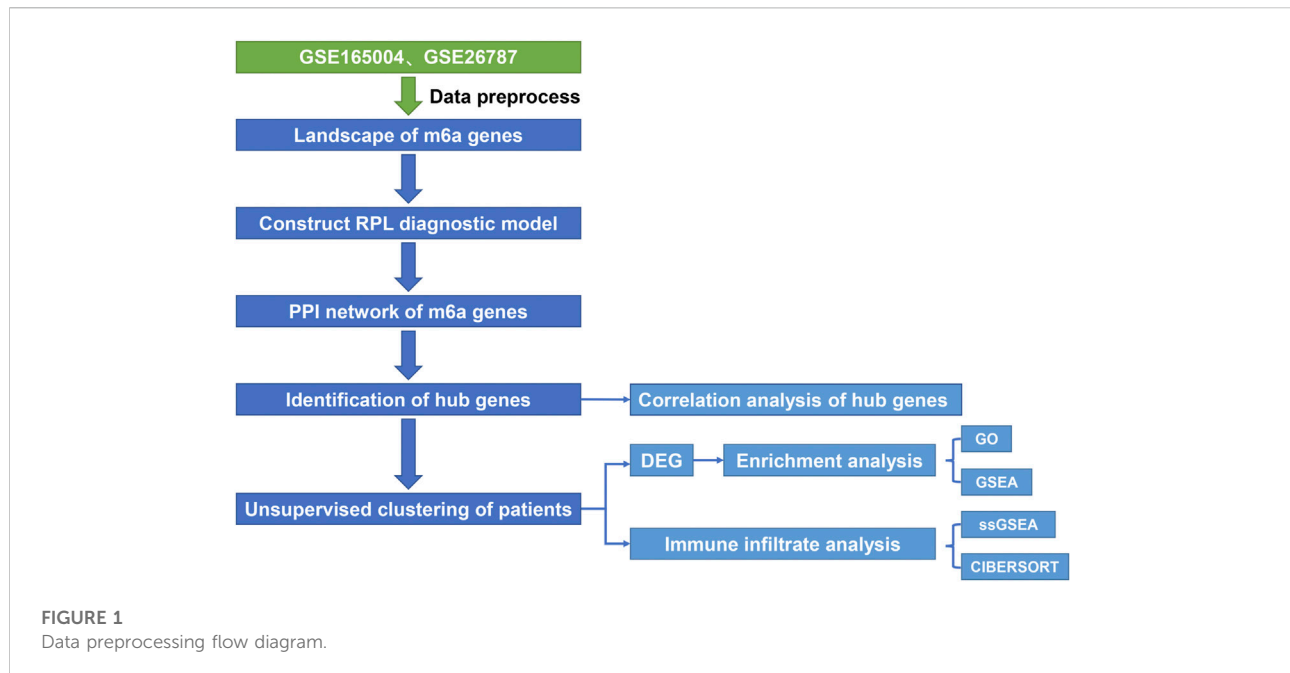 GSE165004、GSE26787
Data preprocess
Landscape of m6a genes
Construct RPL diagnostic model
PPI network of m6a genes
Identification of hub genes
Correlation analysis of hub genes
Unsupervised clustering of patients
DEG
Enrichment analysis
GO
GSEA
Immune infiltrate analysis
ssGSEA
CIBERSORT
FIGURE 1
Data preprocessing flow diagram.